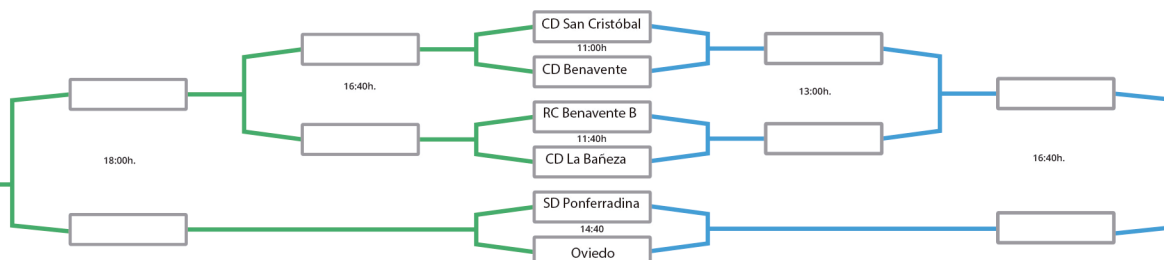 CD San Cristóbal
11:00h
CD Benavente
16:40h.
13:00h.
RC Benavente B
11:40h
CD La Bañeza
18:00h.
16:40h.
SD Ponferradina
14:40
Oviedo